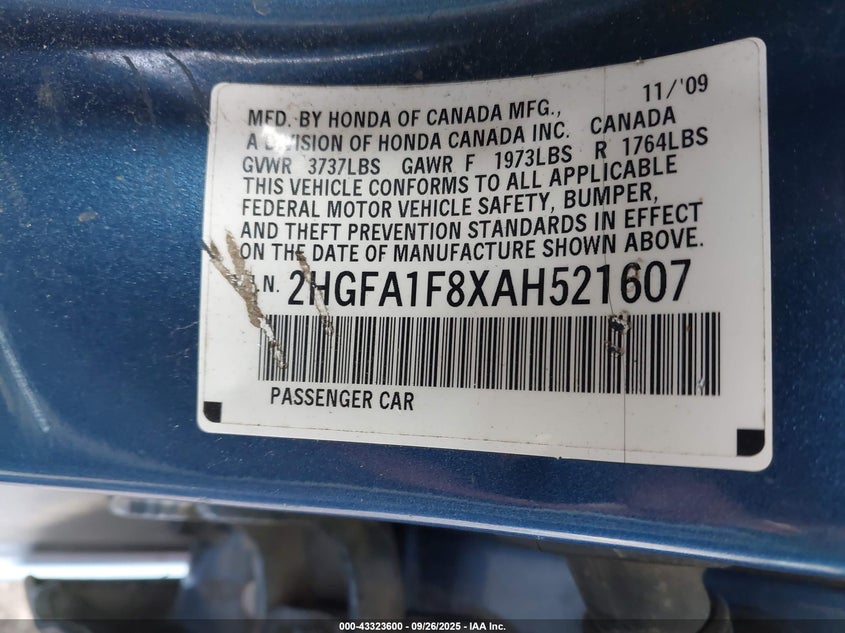 11/'09
MFD. BY HONDA OF CANADA MFG.,
A DIVISION OF HONDA CANADA INC. CANADA
GVWR 3737LBS GAWR F 1973LBS R 1764LBS
THIS VEHICLE CONFORMS TO ALL APPLICABLE
FEDERAL MOTOR VEHICLE SAFETY, BUMPER,
AND THEFT PREVENTION STANDARDS IN EFFECT
ON THE DATE OF MANUFACTURE SHOWN ABOVE.
.N. 2HGFA1F8XAH521607
PASSENGER CAR
000-43323600 - 09/26/2025 - IAA Inc.